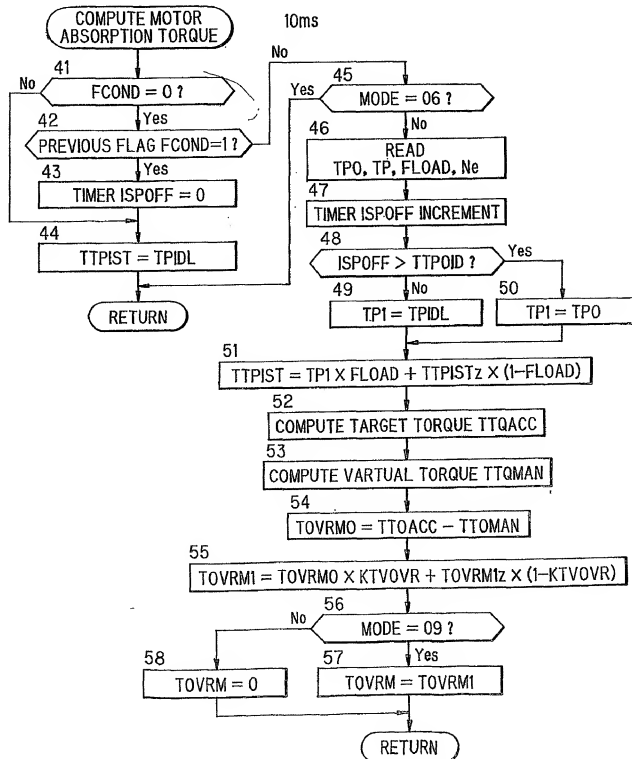 COMPUTE MOTOR
ABSORPTION TORQUE
10ms
41
No
FCOND = 0 ?
Yes
42
PREVIOUS FLAG FCOND=1 ?
No
Yes
43
TIMER ISPOFF = 0
44
TTPIST = TPIDL
RETURN
45
Yes
MODE = 06 ?
No
46
READ
TPO, TP, FLOAD, Ne
47
TIMER ISPOFF INCREMENT
48
ISPOFF > TTPOID ?
Yes
No
49
TP1 = TPIDL
50
TP1 = TPO
51
TTPIST = TP1 X FLOAD + TTPISTz X (1-FLOAD)
52
COMPUTE TARGET TORQUE TTQACC
53
COMPUTE VARTUAL TORQUE TTQMAN
54
TOVRMO = TTOACC - TTOMAN
55
TOVRM1 = TOVRMO X KTVOVR + TOVRM1z X (1-KTVOVR)
56
No
MODE = 09 ?
Yes
58
TOVRM = 0
57
TOVRM = TOVRM1
RETURN